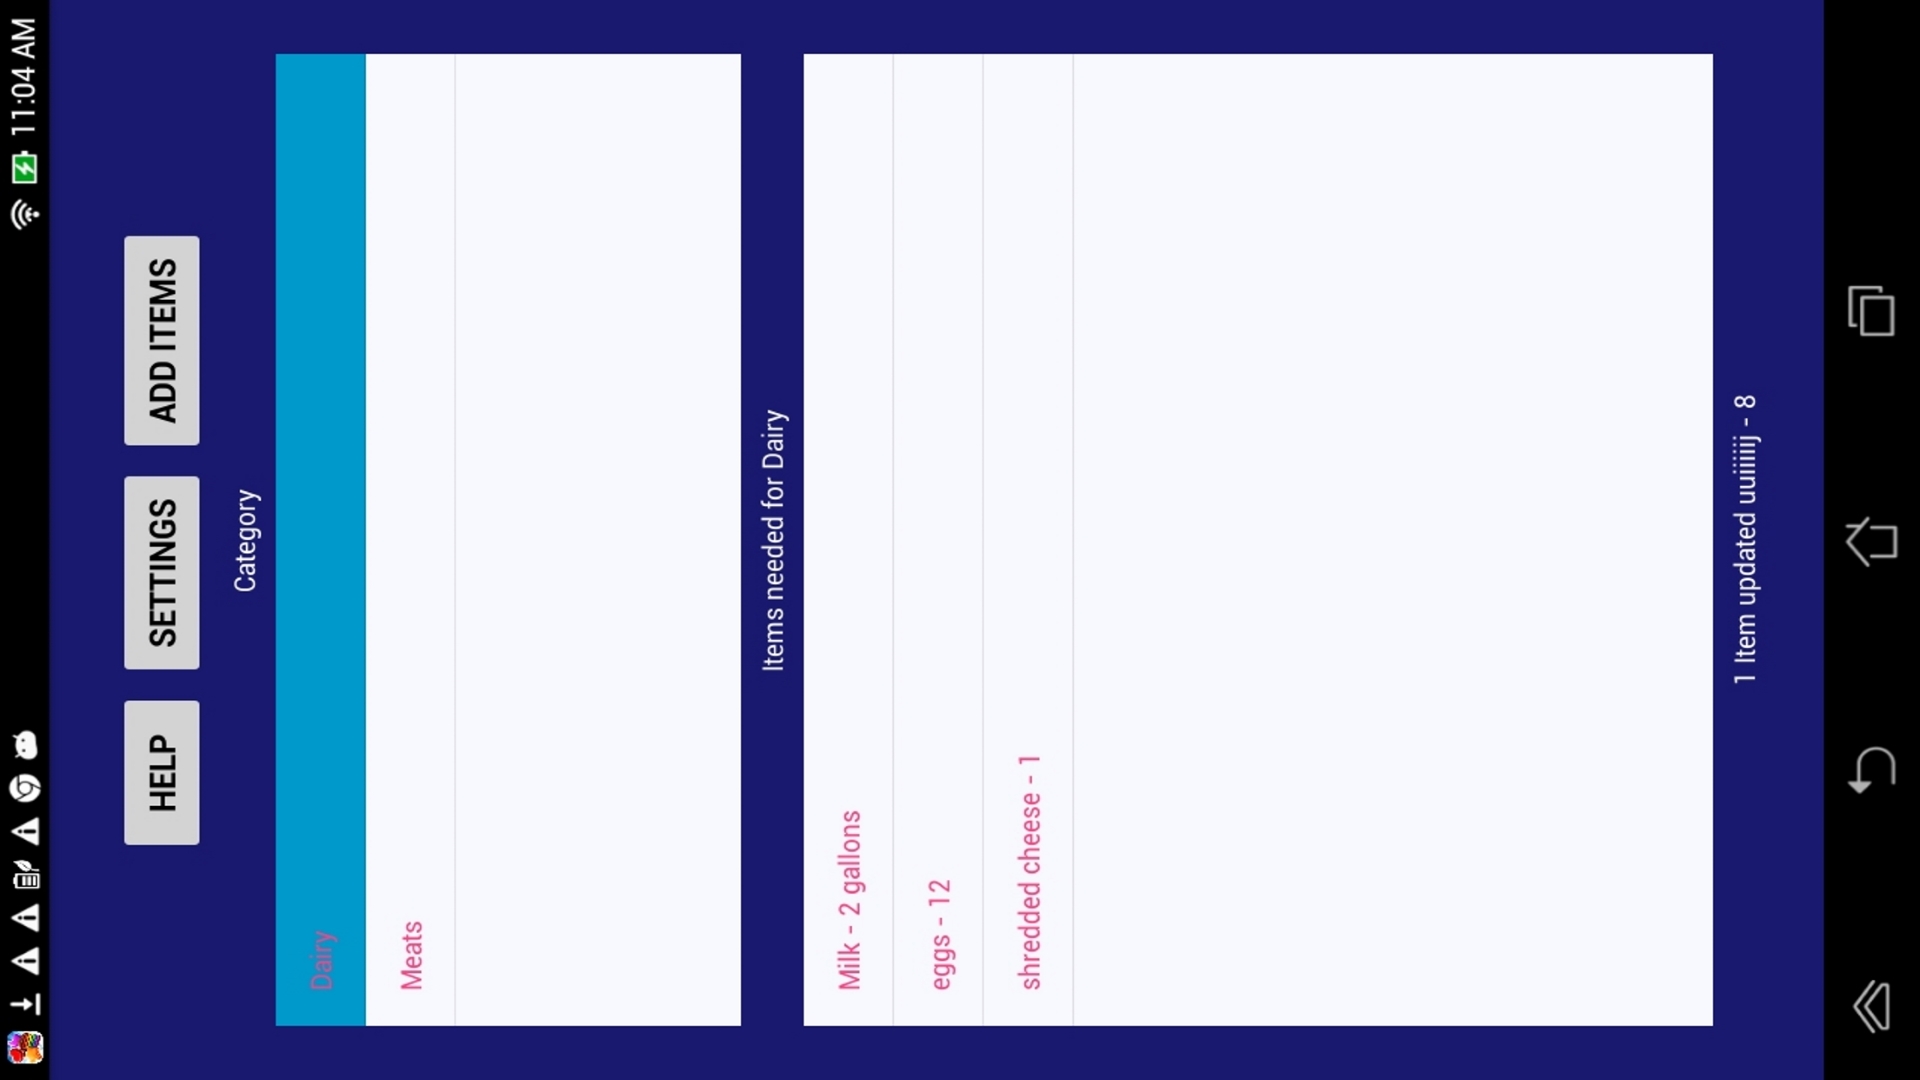 11:04 AM
HELP SETTINGS ADD ITEMS
Category
Dairy
Meats
Items needed for Dairy
Milk - 2 gallons
eggs - 12
shredded cheese - 1
1 Item updated uuiiiiij - 8